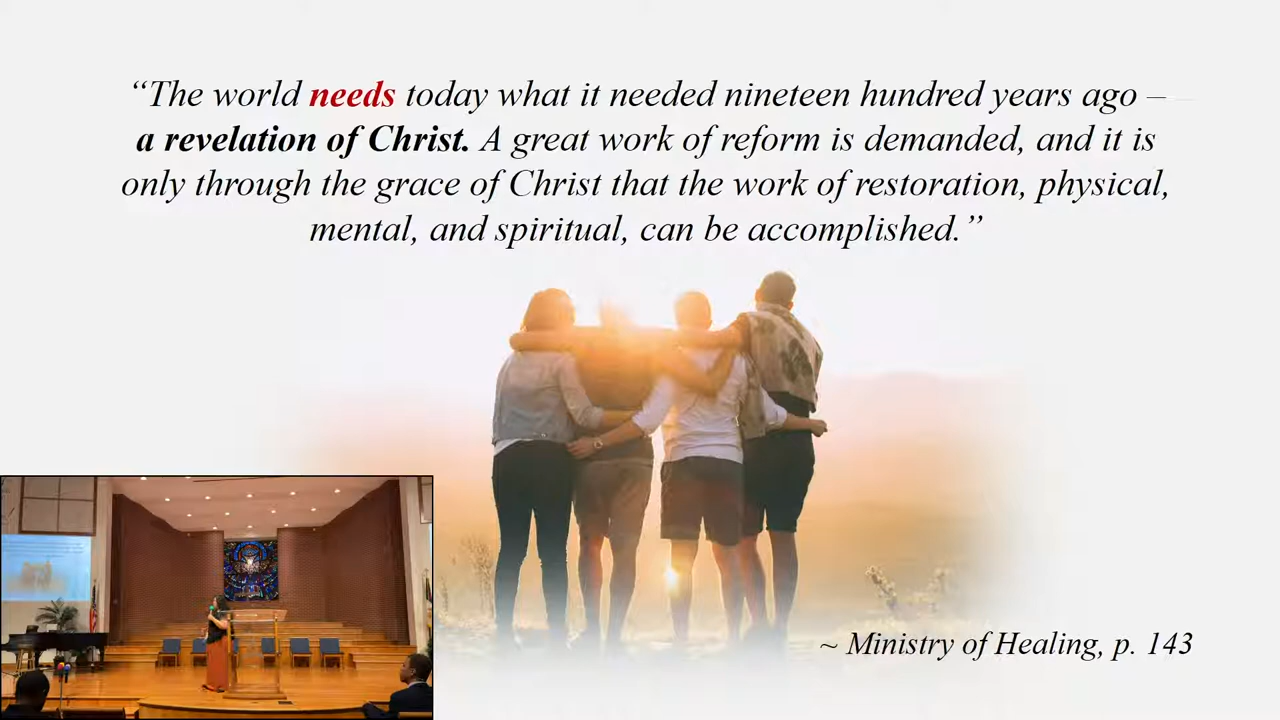 “The world needs today what it needed nineteen hundred years ago –
a revelation of Christ. A great work of reform is demanded, and it is
only through the grace of Christ that the work of restoration, physical,
mental, and spiritual, can be accomplished.”
~ Ministry of Healing, p. 143